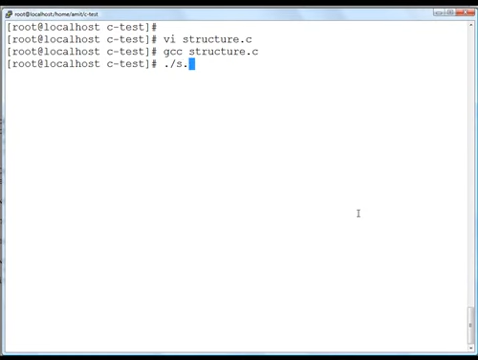 root@localhost:/home/amit/c-test
[root@localhost c-test]#
[root@localhost c-test]# vi structure.c
[root@localhost c-test]# gcc structure.c
[root@localhost c-test]# ./s.